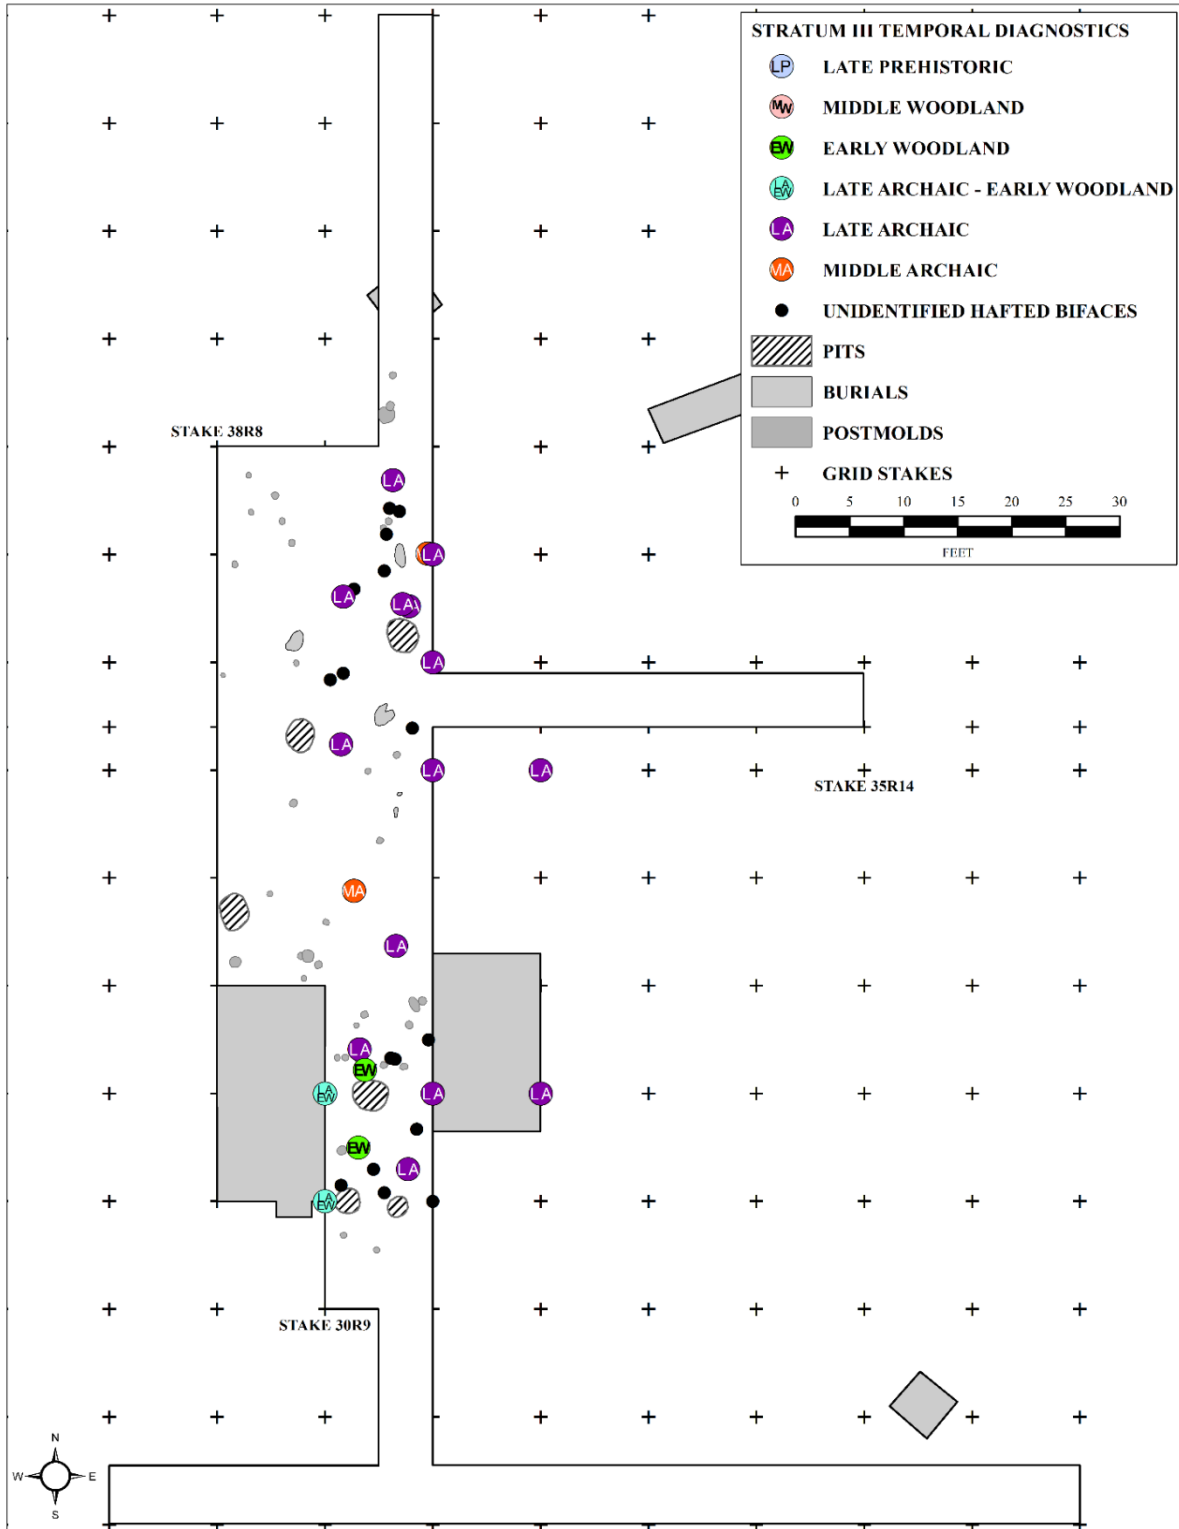 STRATUM III TEMPORAL DIAGNOSTICS
LP LATE PREHISTORIC
MW MIDDLE WOODLAND
EW EARLY WOODLAND
LA EW LATE ARCHAIC - EARLY WOODLAND
LA LATE ARCHAIC
MA MIDDLE ARCHAIC
UNIDENTIFIED HAFTED BIFACES
PITS
BURIALS
POSTMOLDS
GRID STAKES
0 5 10 15 20 25 30
FEET
STAKE 38R8
LA
LA
LA
LA
LA
LA
LA LA
STAKE 35R14
MA
LA
LA
EW
LA EW
LA LA
EW
LA
LA EW
STAKE 30R9
N
W E
S